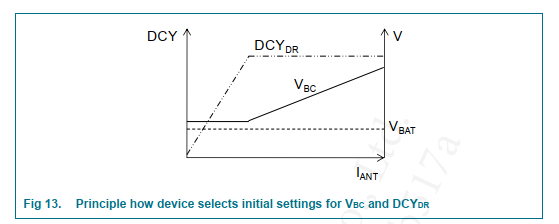 DCY
V
DCYDR
VBC
VBAT
IANT
Fig 13. Principle how device selects initial settings for VBC and DCYDR